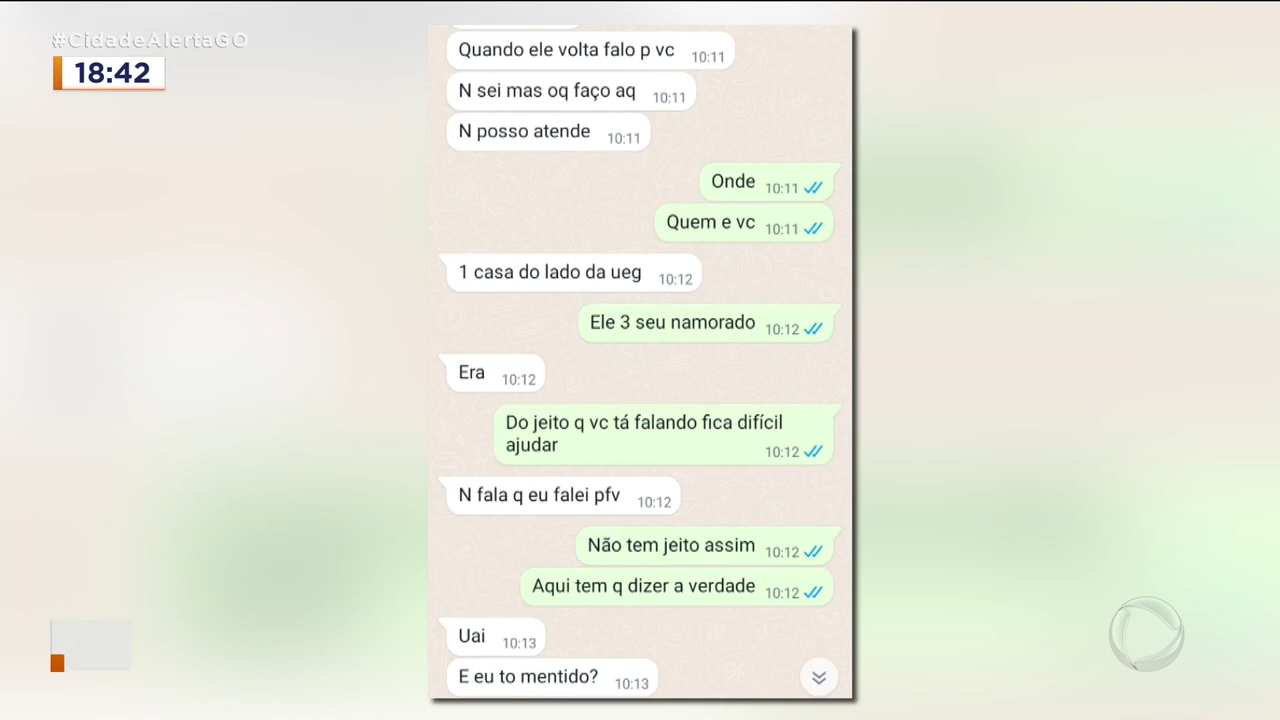 #CidadeAlertaGO
18:42
Quando ele volta falo p vc 10:11
N sei mas oq faço aq 10:11
N posso atende 10:11
Onde 10:11
Quem e vc 10:11
1 casa do lado da ueg 10:12
Ele 3 seu namorado 10:12
Era 10:12
Do jeito q vc tá falando fica difícil
ajudar 10:12
N fala q eu falei pfv 10:12
Não tem jeito assim 10:12
Aqui tem q dizer a verdade 10:12
Uai 10:13
E eu to mentido? 10:13